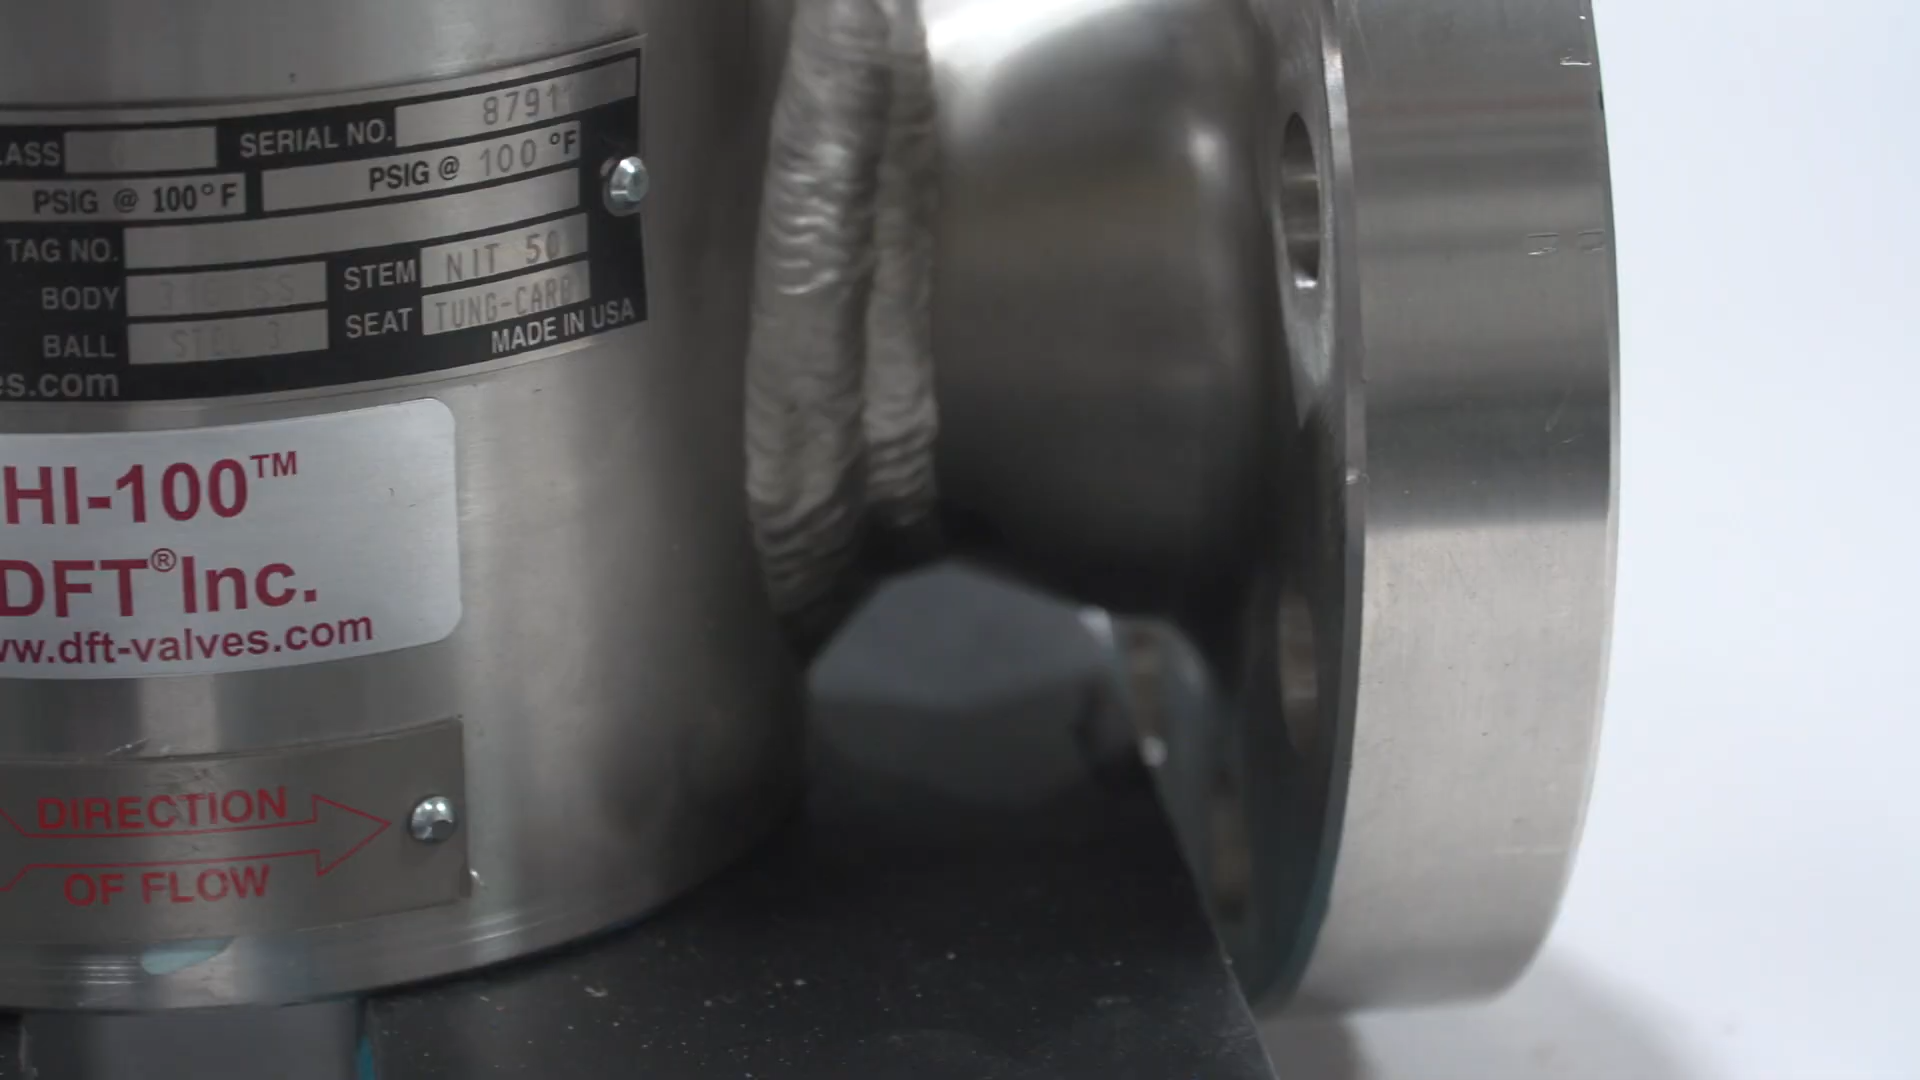 LASS SERIAL NO. 8791
PSIG @ 100°F PSIG @ 100 °F
TAG NO.
BODY STEM NIT 50
BALL SEAT TUNG-CARB
MADE IN USA
es.com
HI-100™
DFT® Inc.
ww.dft-valves.com
DIRECTION
OF FLOW